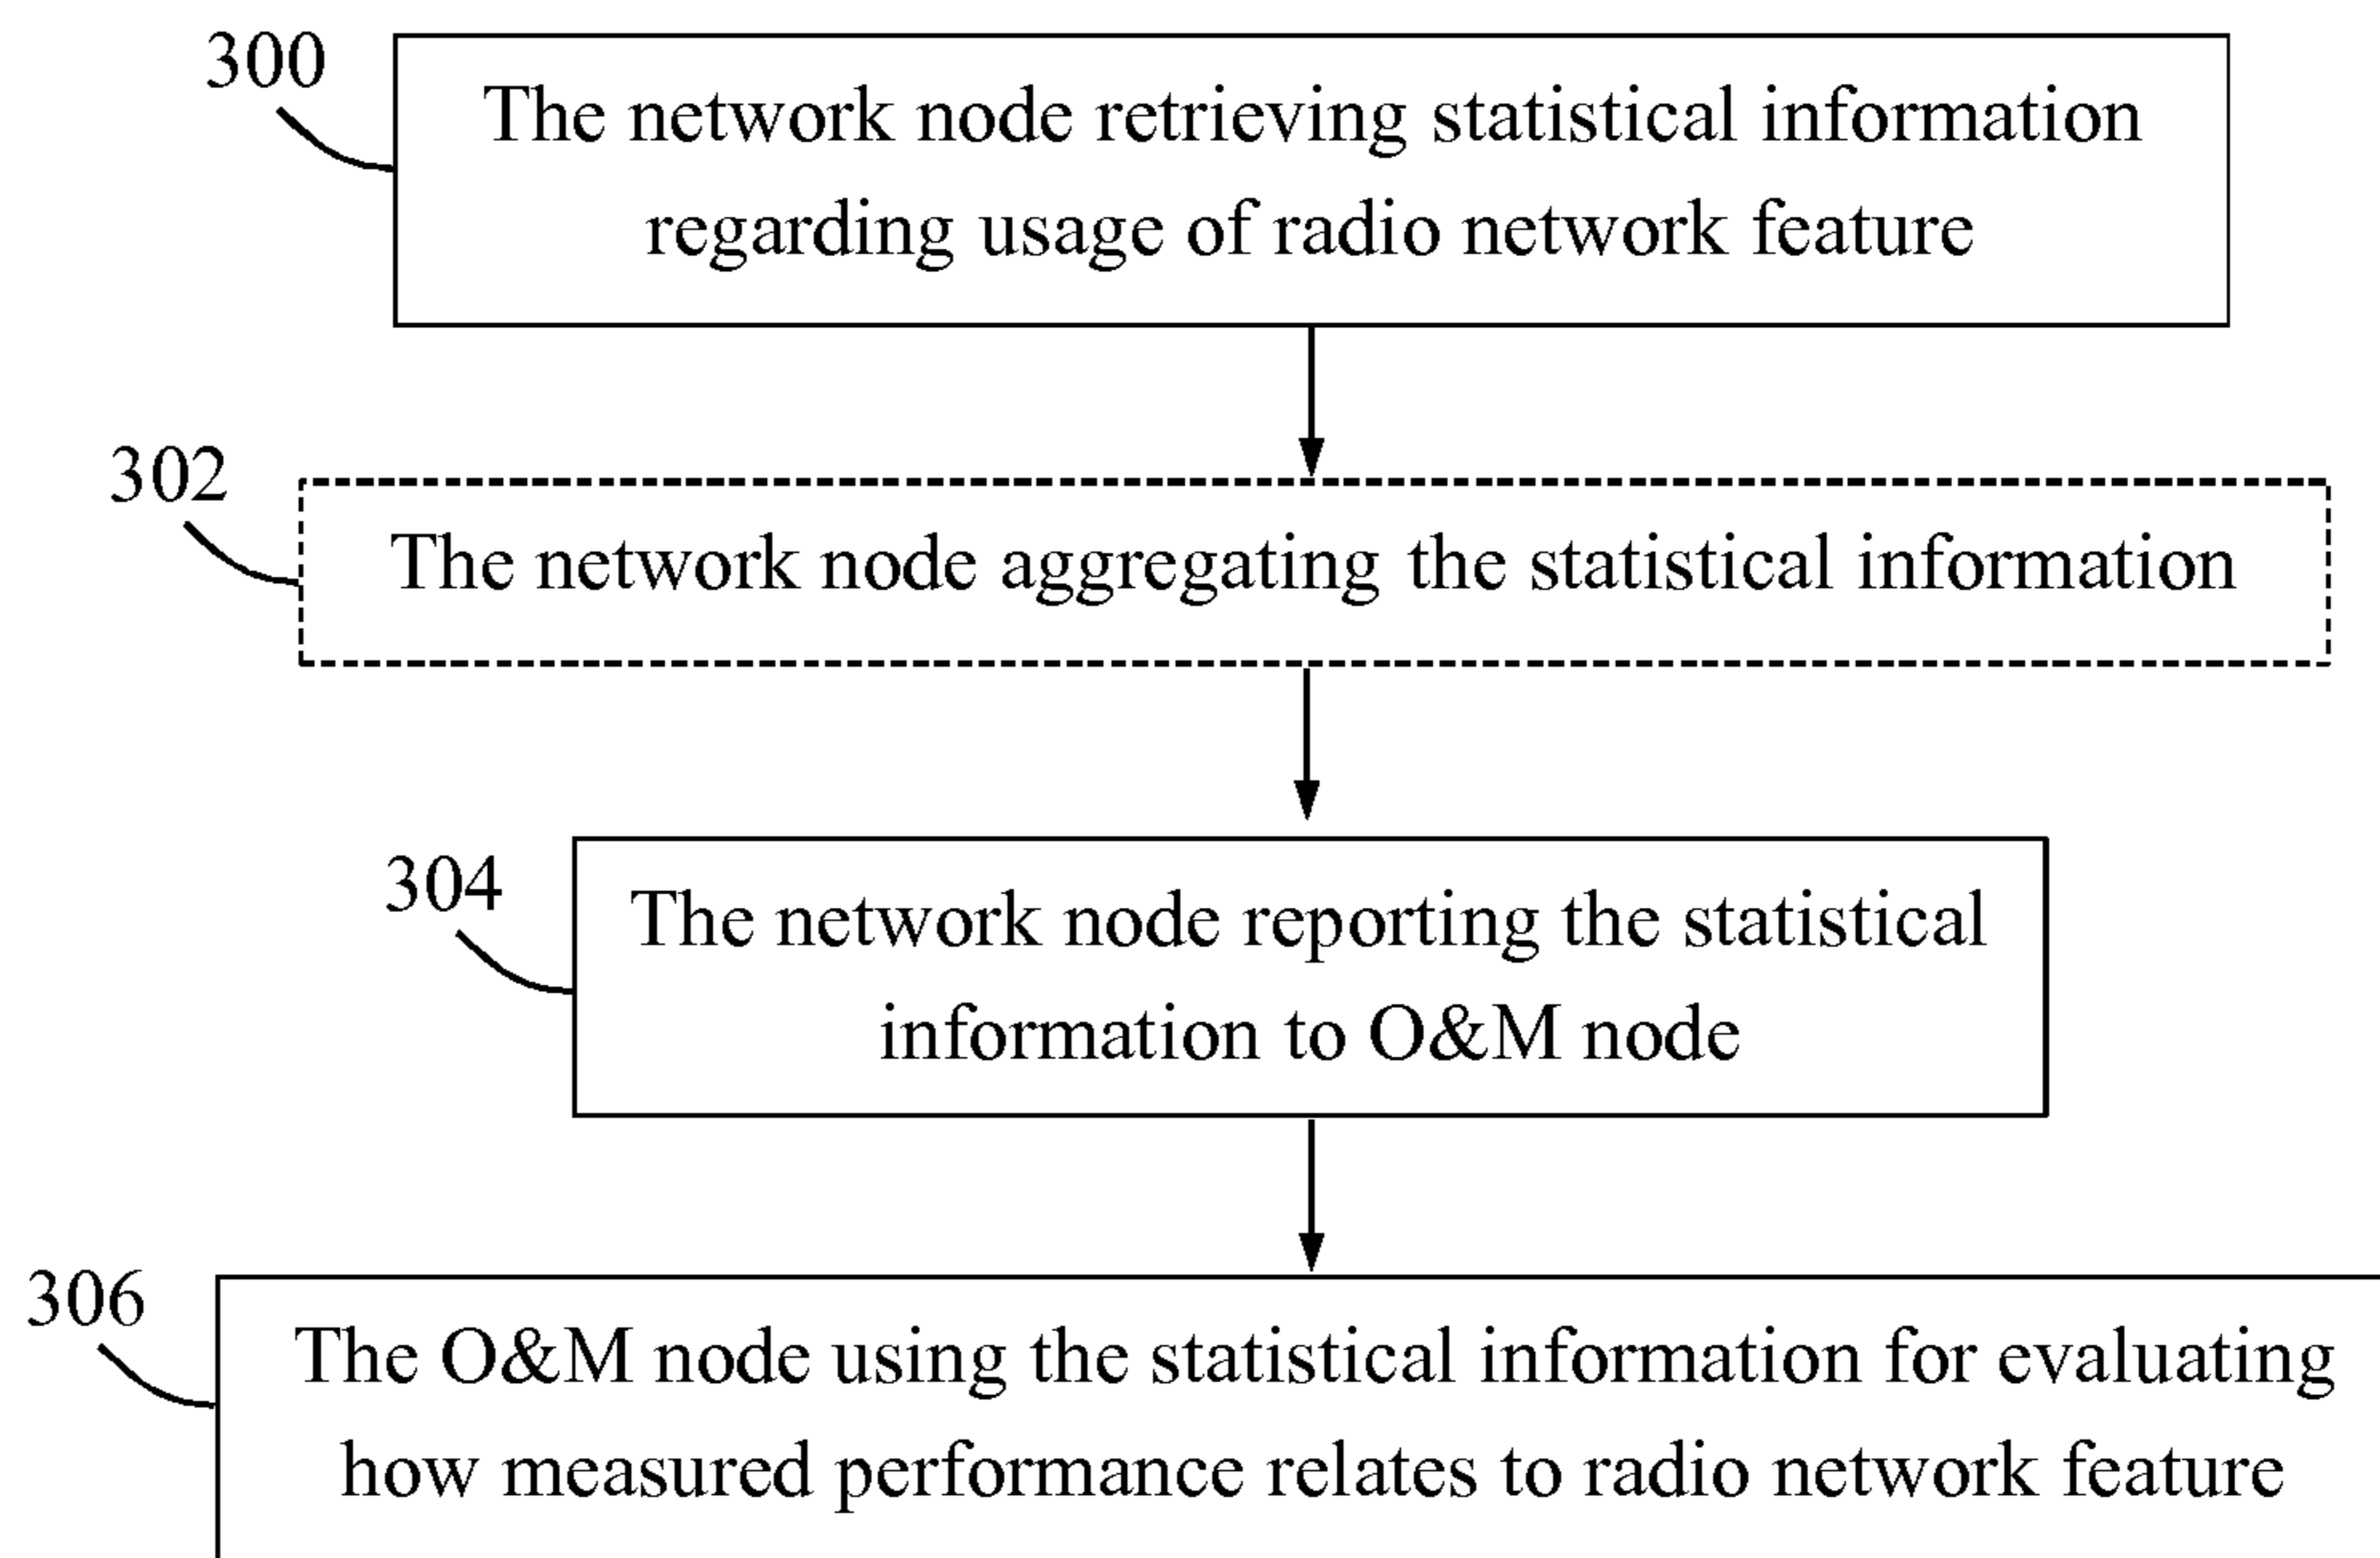 300
The network node retrieving statistical information
regarding usage of radio network feature
302
The network node aggregating the statistical information
304
The network node reporting the statistical
information to O&M node
306
The O&M node using the statistical information for evaluating
how measured performance relates to radio network feature